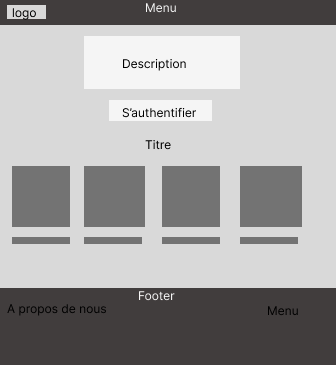 logo
Menu
Description
S'authentifier
Titre
Footer
A propos de nous
Menu